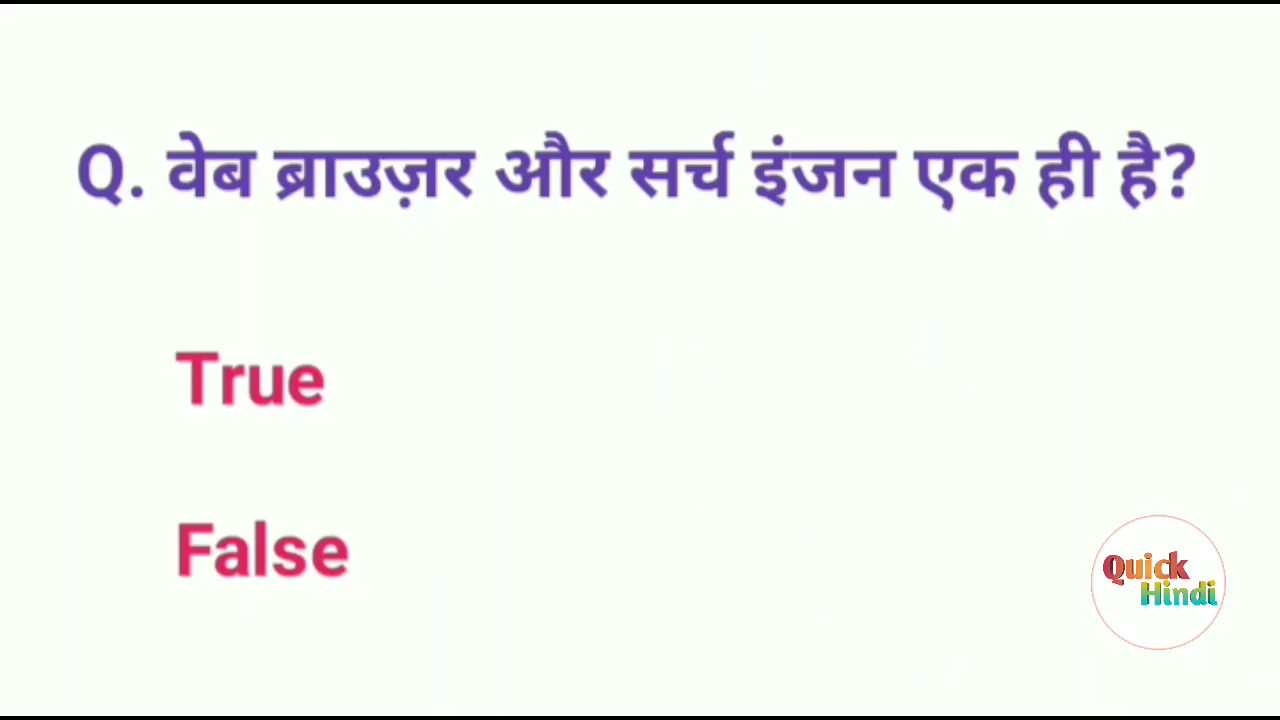 Q. वेब ब्राउज़र और सर्च इंजन एक ही है?
True
False
Quick
Hindi